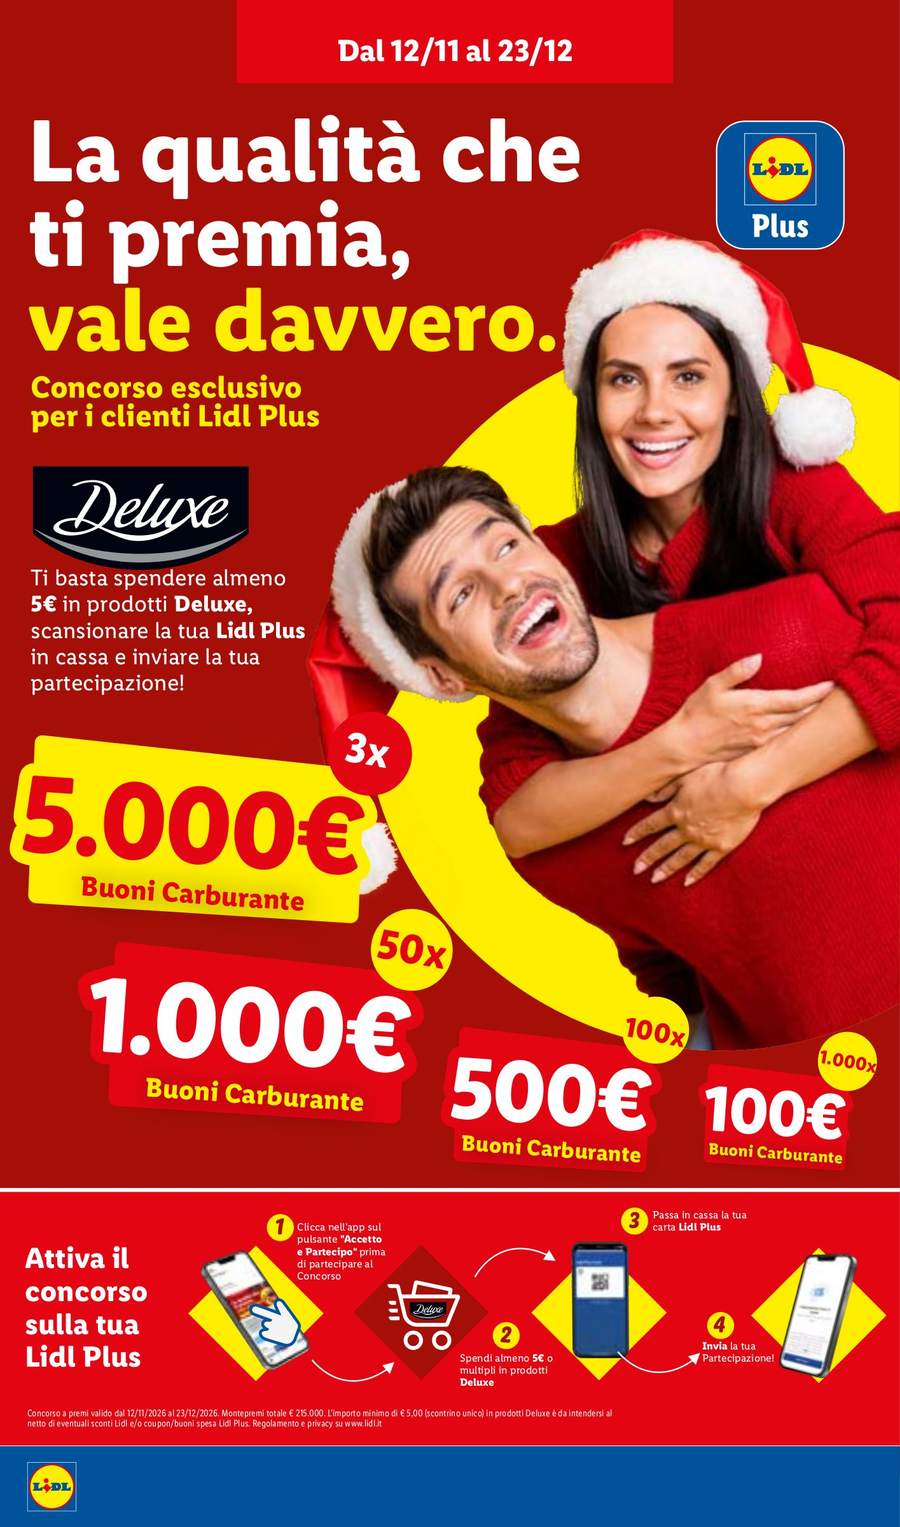 Dal 12/11 al 23/12
La qualità che
ti premia,
vale davvero.
LIDL
Plus
Concorso esclusivo
per i clienti Lidl Plus
Deluxe
Ti basta spendere almeno
5€ in prodotti Deluxe,
scansionare la tua Lidl Plus
in cassa e inviare la tua
partecipazione!
3x
5.000€
Buoni Carburante
50x
1.000€
Buoni Carburante
100x
500€
Buoni Carburante
1.000x
100€
Buoni Carburante
Attiva il
concorso
sulla tua
Lidl Plus
1
Clicca nell'app sul
pulsante "Accetto
e Partecipo" prima
di partecipare al
Concorso
Deluxe
2
Spendi almeno 5€ o
multipli in prodotti
Deluxe
3
Passa in cassa la tua
carta Lidl Plus
4
Invia la tua
Partecipazione!
Concorso a premi valido dal 12/11/2026 al 23/12/2026. Montepremi totale € 215.000. L'importo minimo di € 5,00 (scontrino unico) in prodotti Deluxe è da intendersi al
netto di eventuali sconti Lidl e/o coupon/buoni spesa Lidl Plus. Regolamento e privacy su www.lidl.it
LIDL